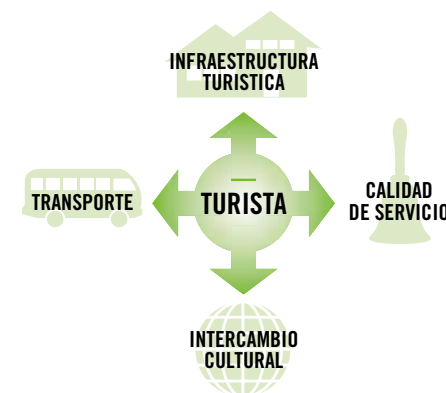 INFRAESTRUCTURA
TURISTICA
TRANSPORTE
TURISTA
CALIDAD
DE SERVICIO
INTERCAMBIO
CULTURAL